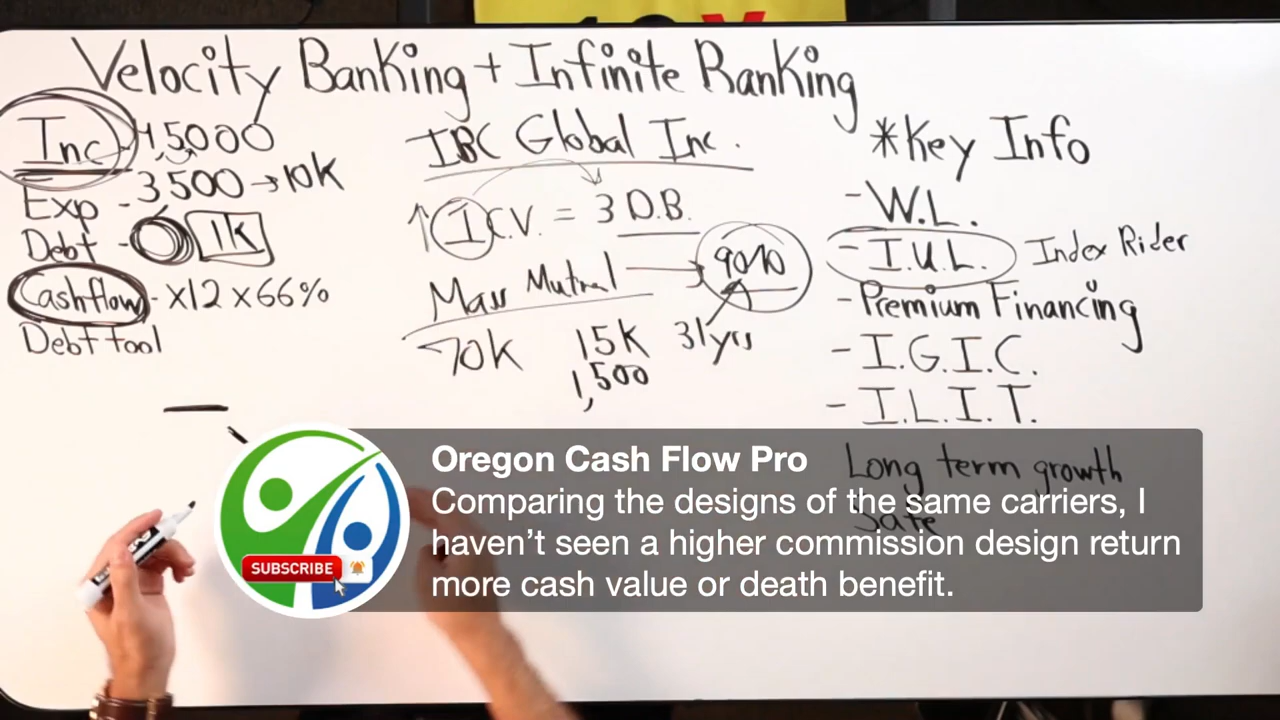 Velocity Banking + Infinite Banking
Inc - 15,000
Exp - 3500 → 10K
Debt - 1K
Cashflow - x12 x 66%
Debt tool
IBC Global Inc.
↑ 1 C.V. = 3 D.B.
Mass Mutual → 90/10
70K 15K 31yrs
1,500
*Key Info
- W.L.
- I.U.L. Index Rider
- Premium Financing
- I.G.I.C.
- I.L.I.T.
Long term growth
Safe
SUBSCRIBE
Oregon Cash Flow Pro
Comparing the designs of the same carriers, I
haven't seen a higher commission design return
more cash value or death benefit.